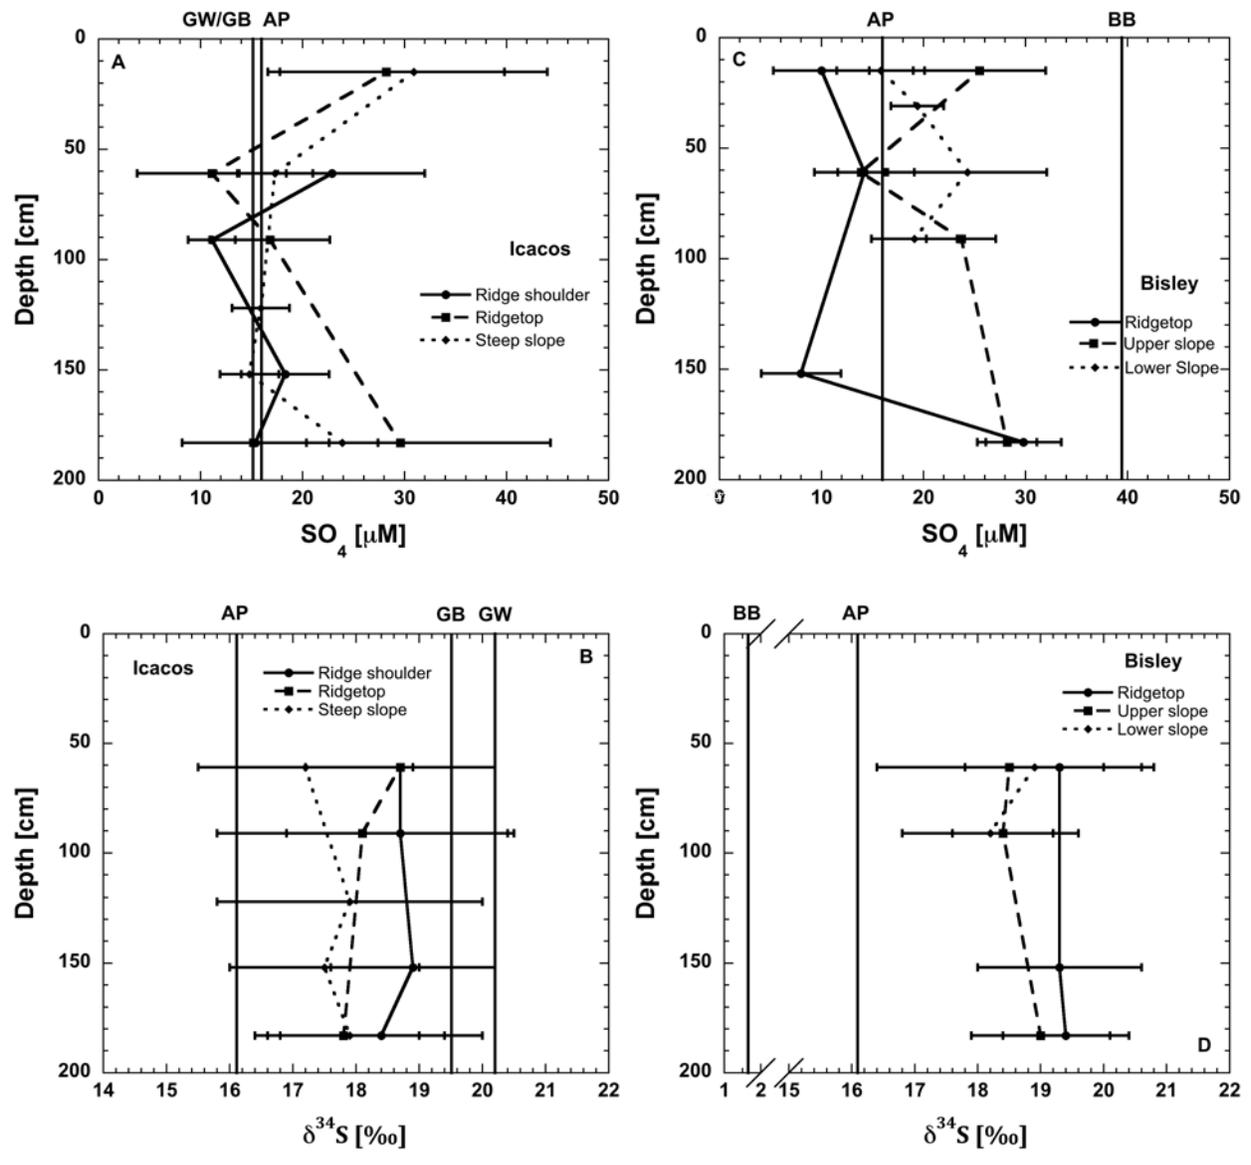 GW/GB AP
A
0
50
100
150
200
Depth [cm]
Icacos
Ridge shoulder
Ridgetop
Steep slope
0 10 20 30 40 50
SO4 [μM]
AP BB
C
0
50
100
150
200
Depth [cm]
Bisley
Ridgetop
Upper slope
Lower Slope
10 20 30 40 50
SO4 [μM]
AP GB GW
Icacos
B
Ridge shoulder
Ridgetop
Steep slope
0
50
100
150
200
Depth [cm]
14 15 16 17 18 19 20 21 22
δ34S [‰]
BB AP
Bisley
Ridgetop
Upper slope
Lower slope
0
50
100
150
200
Depth [cm]
D
1 2 15 16 17 18 19 20 21 22
δ34S [‰]